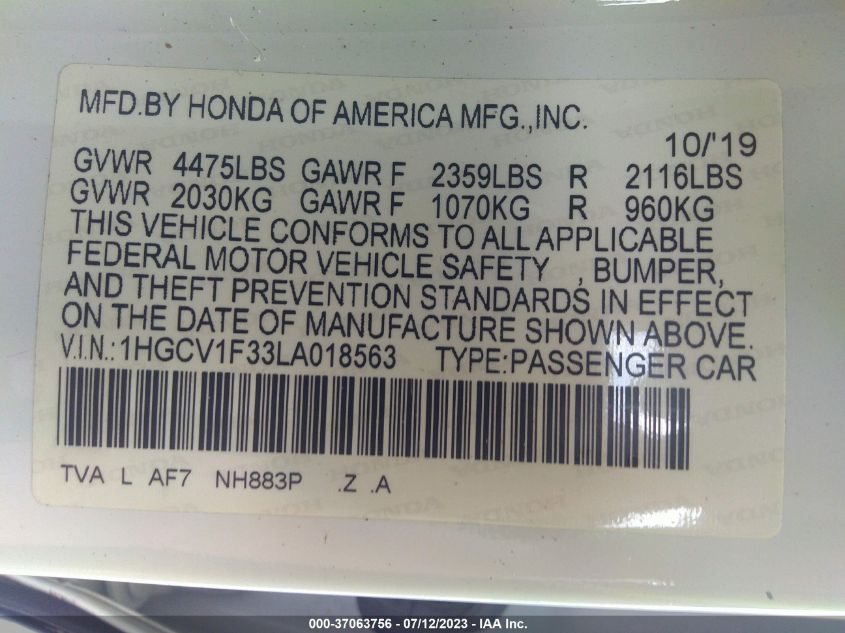 MFD.BY HONDA OF AMERICA MFG.,INC.
10/'19
GVWR 4475LBS GAWR F 2359LBS R 2116LBS
GVWR 2030KG GAWR F 1070KG R 960KG
THIS VEHICLE CONFORMS TO ALL APPLICABLE
FEDERAL MOTOR VEHICLE SAFETY , BUMPER,
AND THEFT PREVENTION STANDARDS IN EFFECT
ON THE DATE OF MANUFACTURE SHOWN ABOVE.
V.I.N.:1HGCV1F33LA018563 TYPE:PASSENGER CAR
TVA L AF7 NH883P .Z .A
000-37063756 - 07/12/2023 - IAA Inc.